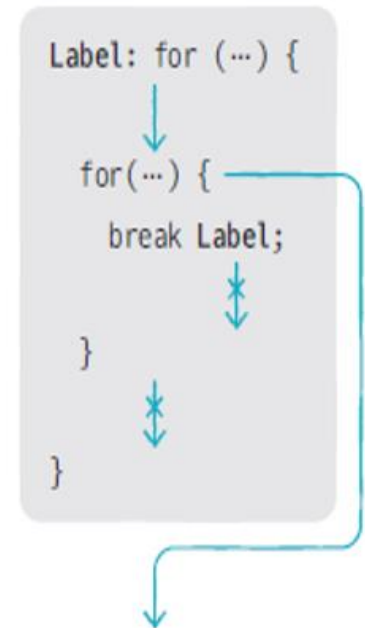 Label: for (…) {
for(…) {
break Label;
}
}